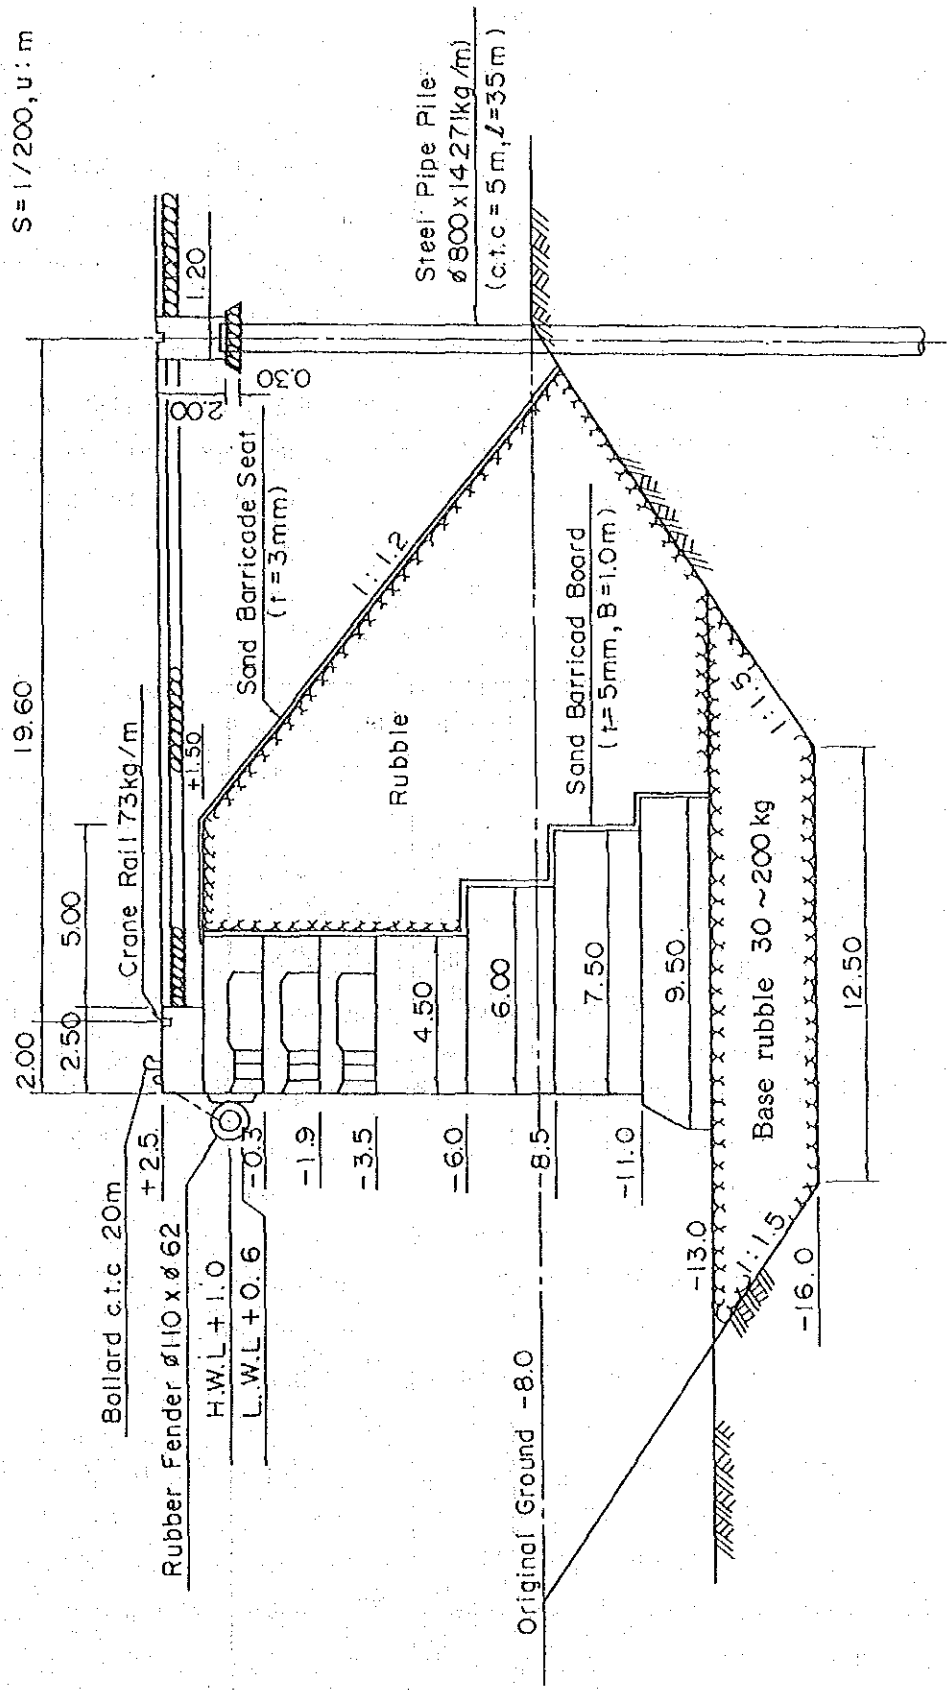 S=1/200, u:m
19.60
2.00
2.50
5.00
Crane Rail 73kg/m
Bollard c.t.c 20m
Rubber Fender ø110 x ø62
H.W.L + 1.0
L.W.L + 0.6
+2.5
-0.3
-1.9
-3.5
-6.0
-8.5
-11.0
-13.0
-16.0
+1.50
Sand Barricade Seat
(t = 3mm)
2.00
0.30
1.20
1:1.2
Rubble
Steel Pipe Pile
(c.t.c = 5m, ℓ=35m)
4.50
6.00
7.50
9.50
Sand Barricad Board
(t=5mm, B=1.0m)
Original Ground -8.0
Base rubble 30~200kg
1:1.5
1:1.5
12.50